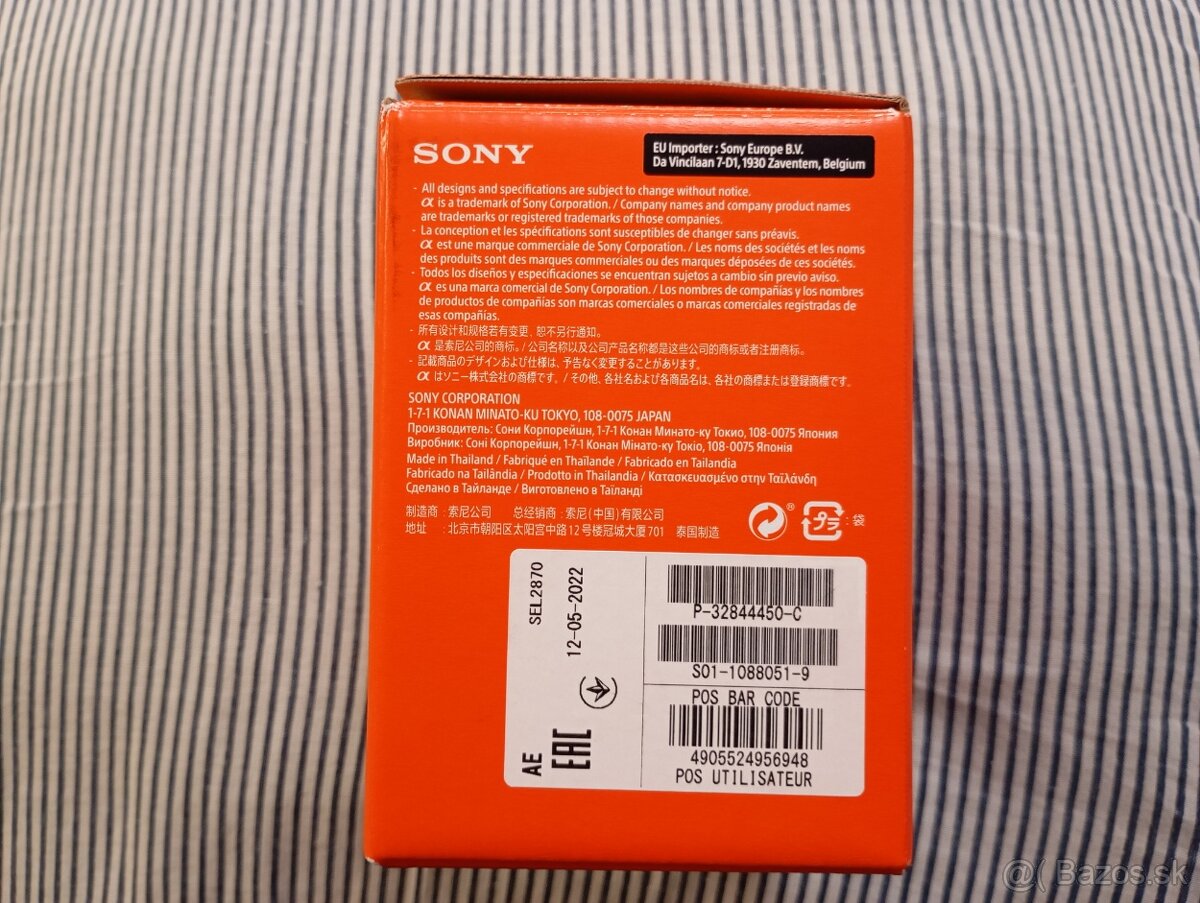 SONY
EU Importer : Sony Europe B.V.
Da Vincilaan 7-D1, 1930 Zaventem, Belgium
- All designs and specifications are subject to change without notice.
α is a trademark of Sony Corporation. / Company names and company product names
are trademarks or registered trademarks of those companies.
- La conception et les spécifications sont susceptibles de changer sans préavis.
α est une marque commerciale de Sony Corporation. / Les noms des sociétés et les noms
des produits sont des marques commerciales ou des marques déposées de ces sociétés.
- Todos los diseños y especificaciones se encuentran sujetos a cambio sin previo aviso.
α es una marca comercial de Sony Corporation. / Los nombres de compañías y los nombres
de productos de compañías son marcas comerciales o marcas comerciales registradas de
esas compañías.
- 所有设计和规格若有变更，恕不另行通知。
α 是索尼公司的商标。/ 公司名称以及公司产品名称都是这些公司的商标或者注册商标。
- 記載商品のデザインおよび仕様は、予告なく変更することがあります。
α はソニー株式会社の商標です。/ その他、各社名および各商品名は、各社の商標または登録商標です。
SONY CORPORATION
1-7-1 KONAN MINATO-KU TOKYO, 108-0075 JAPAN
Производитель: Сони Корпорейшн, 1-7-1 Конан Минато-ку Токио, 108-0075 Япония
Виробник: Соні Корпорейшн, 1-7-1 Конан Мінато-ку Токіо, 108-0075 Японія
Made in Thailand / Fabriqué en Thaïlande / Fabricado en Tailandia
Fabricado na Tailândia / Prodotto in Thailandia / Κατασκευασμένο στην Ταϊλάνδη
Сделано в Тайланде / Виготовлено в Таїланді
制造商 : 索尼公司 总经销商 : 索尼(中国)有限公司
地址 : 北京市朝阳区太阳宫中路12号楼冠城大厦701 泰国制造
® プラ : 袋
SEL2870
12-05-2022
AE
EAC
P-32844450-C
S01-1088051-9
POS BAR CODE
4905524956948
POS UTILISATEUR
@( Bazos.sk